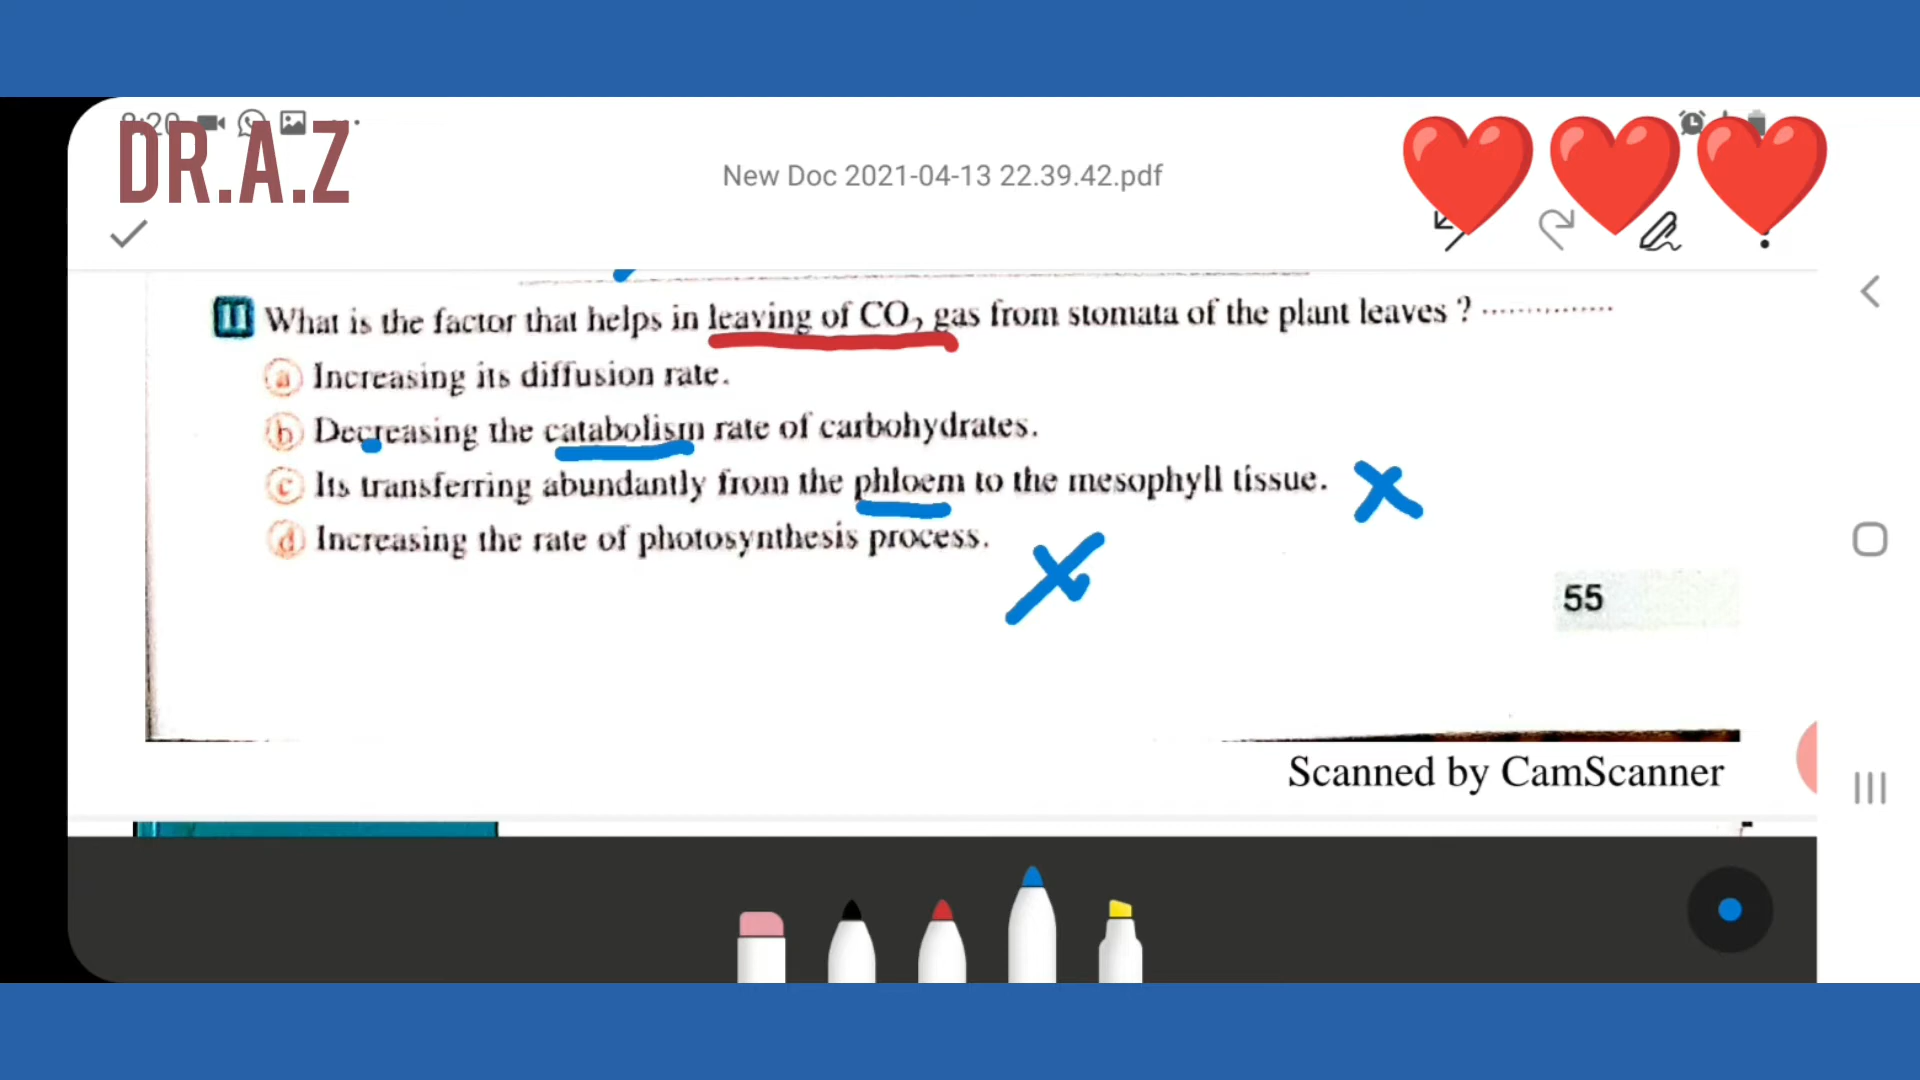 DR.A.Z
New Doc 2021-04-13 22.39.42.pdf
11 What is the factor that helps in leaving of CO₂ gas from stomata of the plant leaves ? ..............
a Increasing its diffusion rate.
b Decreasing the catabolism rate of carbohydrates.
c Its transferring abundantly from the phloem to the mesophyll tissue.
d Increasing the rate of photosynthesis process.
55
Scanned by CamScanner